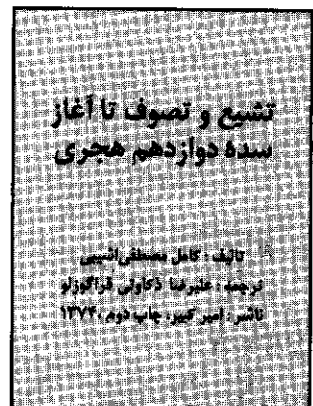 تشیع و تصوف تا آغاز
سدهٔ دوازدهم هجری
تالیف : کامل مصطفی‌الشیبی
ترجمه : علیرضا ذکاوتی قراگوزلو
ناشر : امیر کبیر، چاپ دوم ۱۳۷۴۰